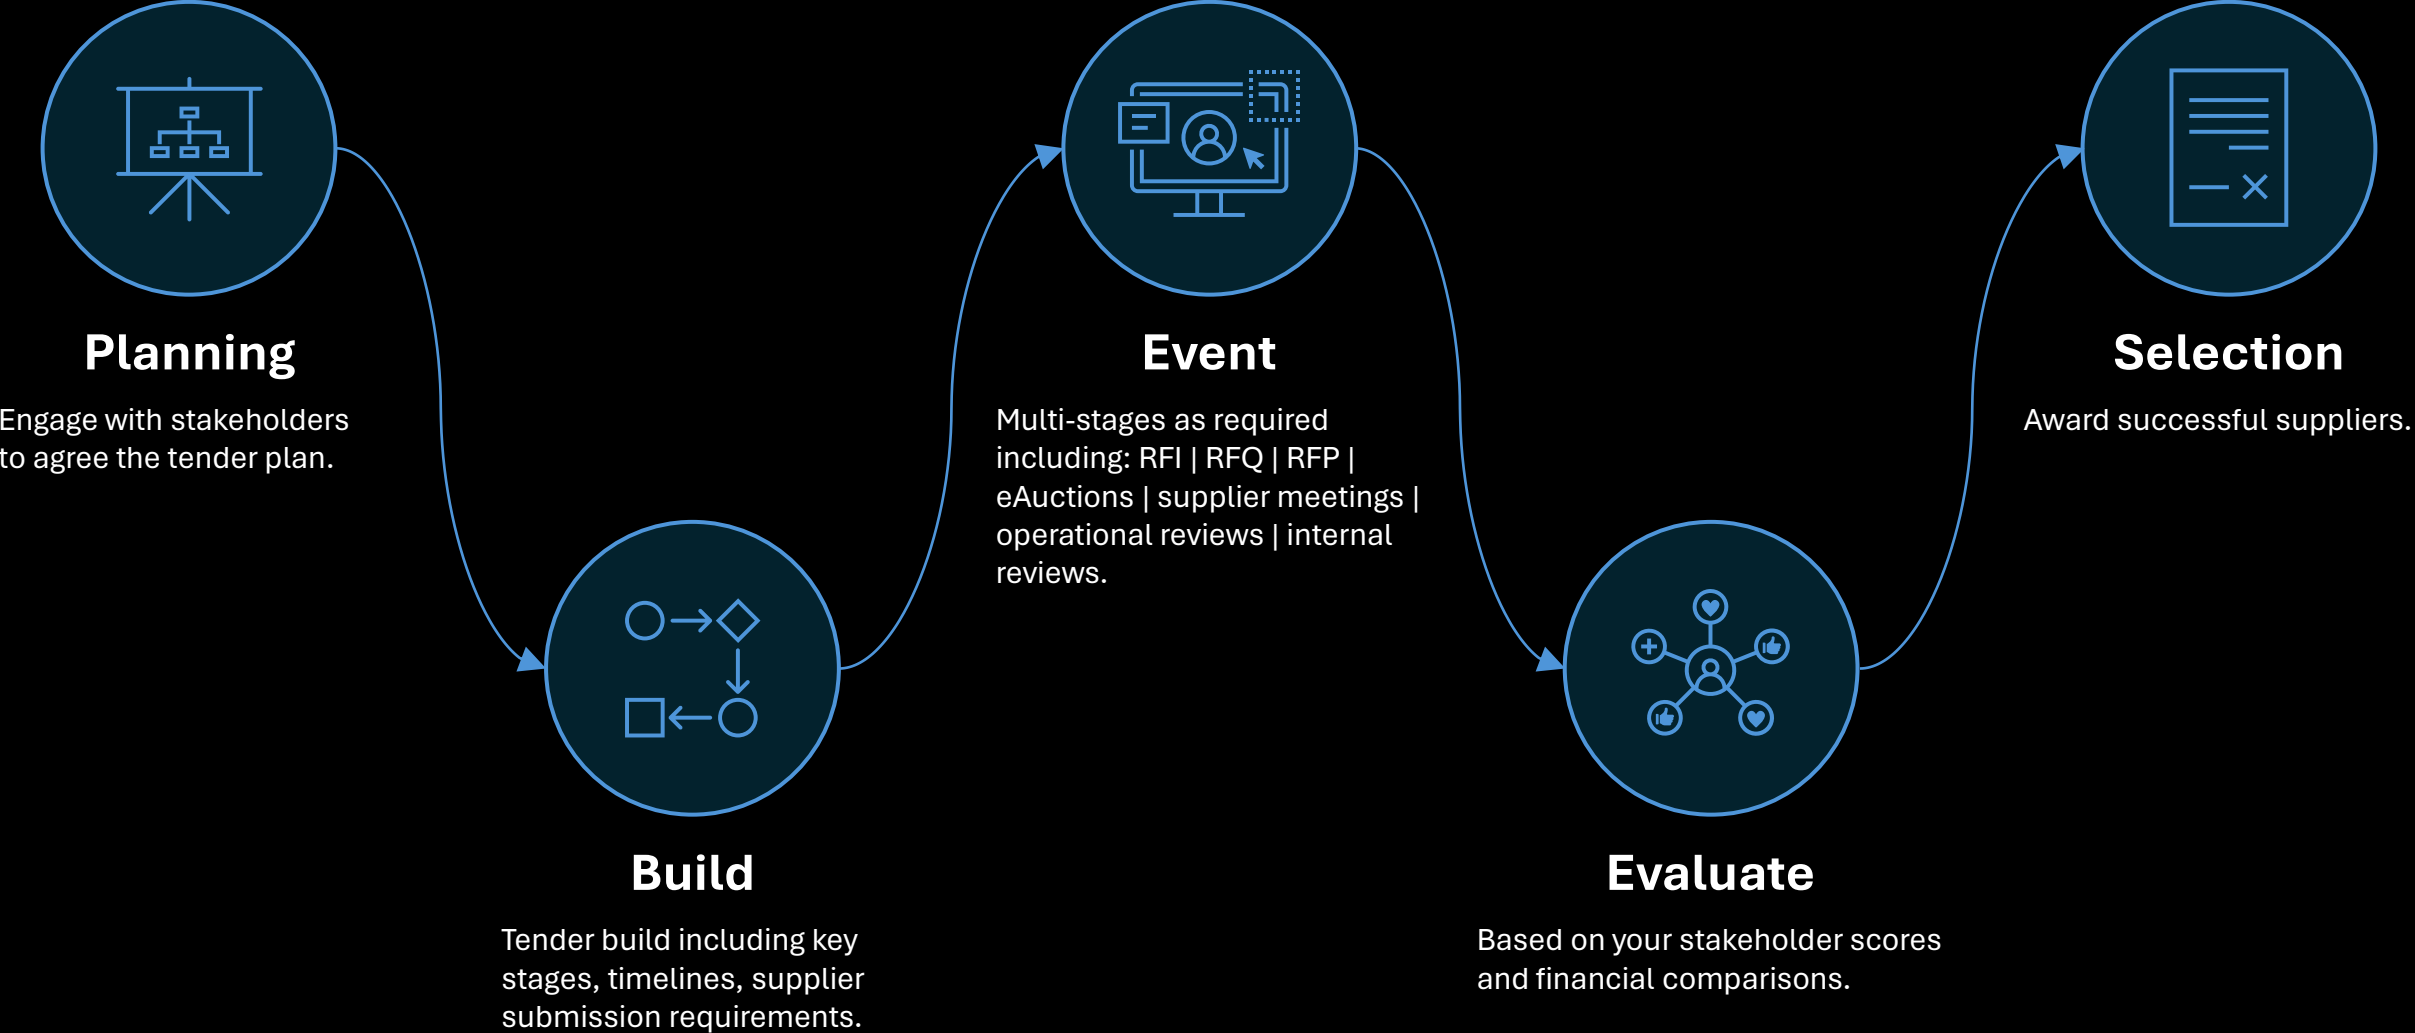 Planning
Engage with stakeholders
to agree the tender plan.
Build
Tender build including key
stages, timelines, supplier
submission requirements.
Event
Multi-stages as required
including: RFI | RFQ | RFP |
eAuctions | supplier meetings |
operational reviews | internal
reviews.
Evaluate
Based on your stakeholder scores
and financial comparisons.
Selection
Award successful suppliers.